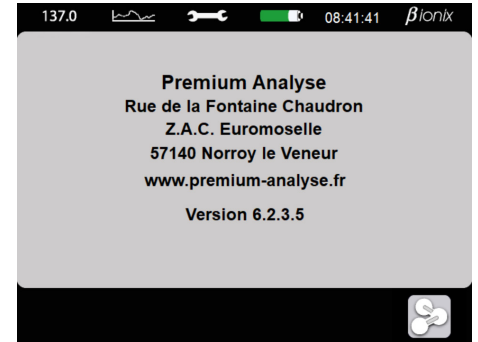 137.0 08:41:41 βionix
Premium Analyse
Rue de la Fontaine Chaudron
Z.A.C. Euromoselle
57140 Norroy le Veneur
www.premium-analyse.fr
Version 6.2.3.5